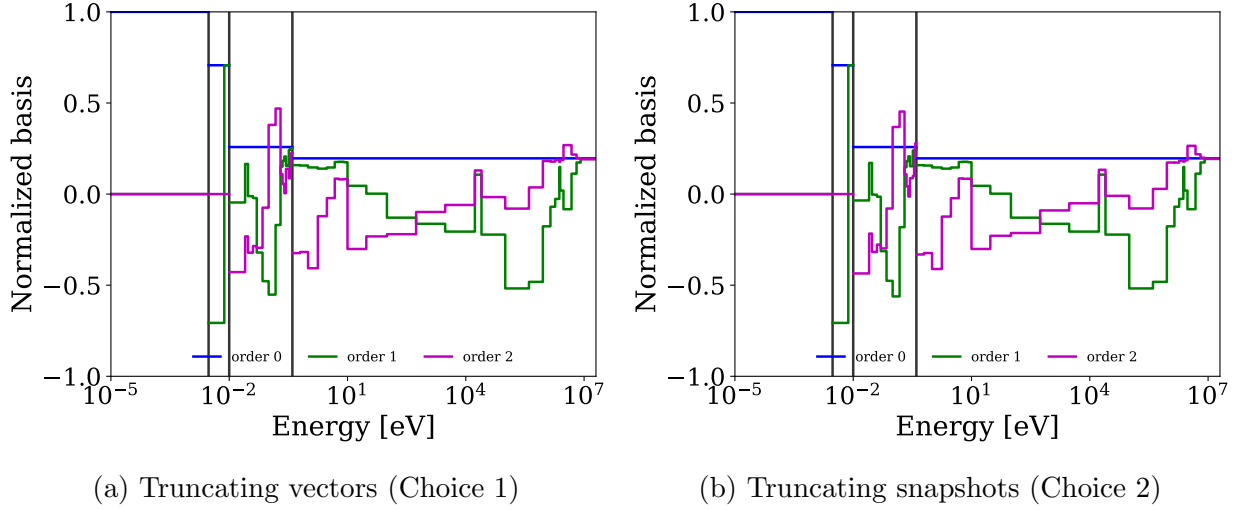 1.0
0.5
0.0
−0.5
−1.0
Normalized basis
order 0 order 1 order 2
10⁻⁵ 10⁻² 10¹ 10⁴ 10⁷
Energy [eV]
(a) Truncating vectors (Choice 1)
1.0
0.5
0.0
−0.5
−1.0
Normalized basis
order 0 order 1 order 2
10⁻⁵ 10⁻² 10¹ 10⁴ 10⁷
Energy [eV]
(b) Truncating snapshots (Choice 2)